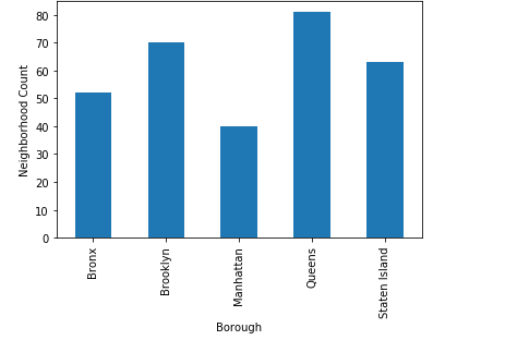 Neighborhood Count
80
70
60
50
40
30
20
10
0
Bronx
Brooklyn
Manhattan
Queens
Staten Island
Borough